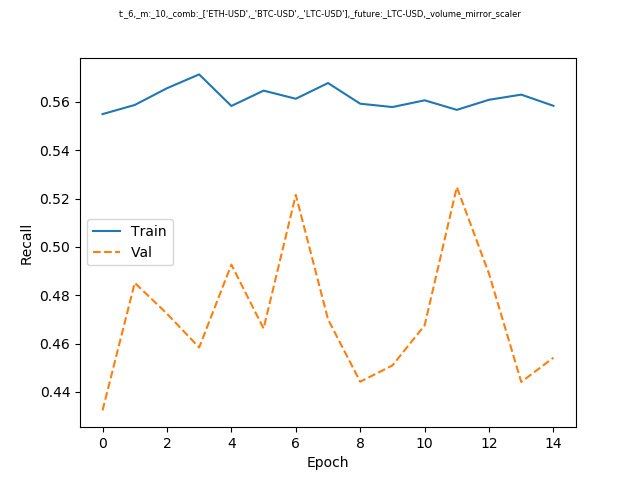 t:_6,_m:_10,_comb:_['ETH-USD',_'BTC-USD',_'LTC-USD'],_future:_LTC-USD,_volume_mirror_scaler
0.56
0.54
0.52
0.50
0.48
0.46
0.44
Recall
Train
Val
0 2 4 6 8 10 12 14
Epoch